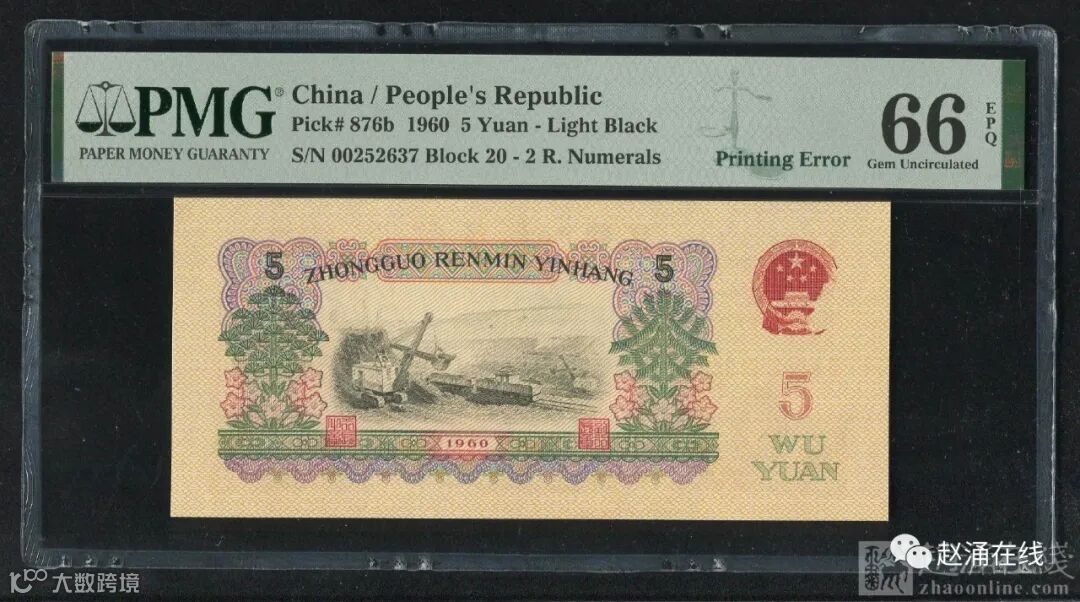 PMG®
PAPER MONEY GUARANTY
China / People's Republic
Pick# 876b 1960 5 Yuan - Light Black
S/N 00252637 Block 20 - 2 R. Numerals
Printing Error
66
EPQ
Gem Uncirculated
5
ZHONGGUO RENMIN YINHANG
5
5
WU
YUAN
1960
大数跨境
赵涌在线
zhaoonline.com